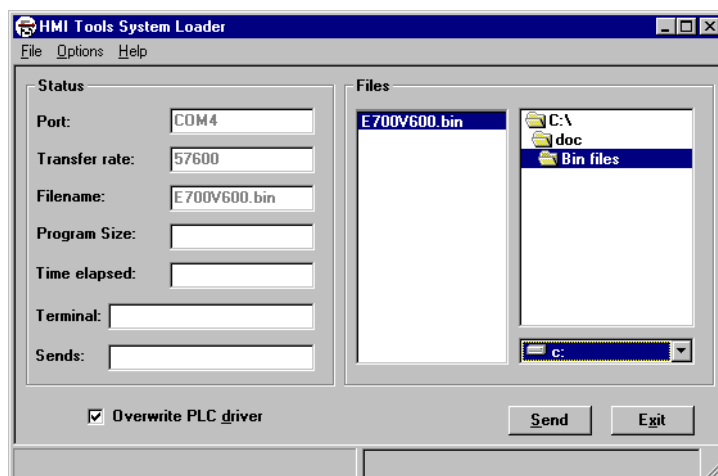 HMI Tools System Loader
File Options Help
Status
Port: COM4
Transfer rate: 57600
Filename: E700V600.bin
Program Size:
Time elapsed:
Terminal:
Sends:
Files
E700V600.bin
C:\
doc
Bin files
c:
Overwrite PLC driver
Send Exit